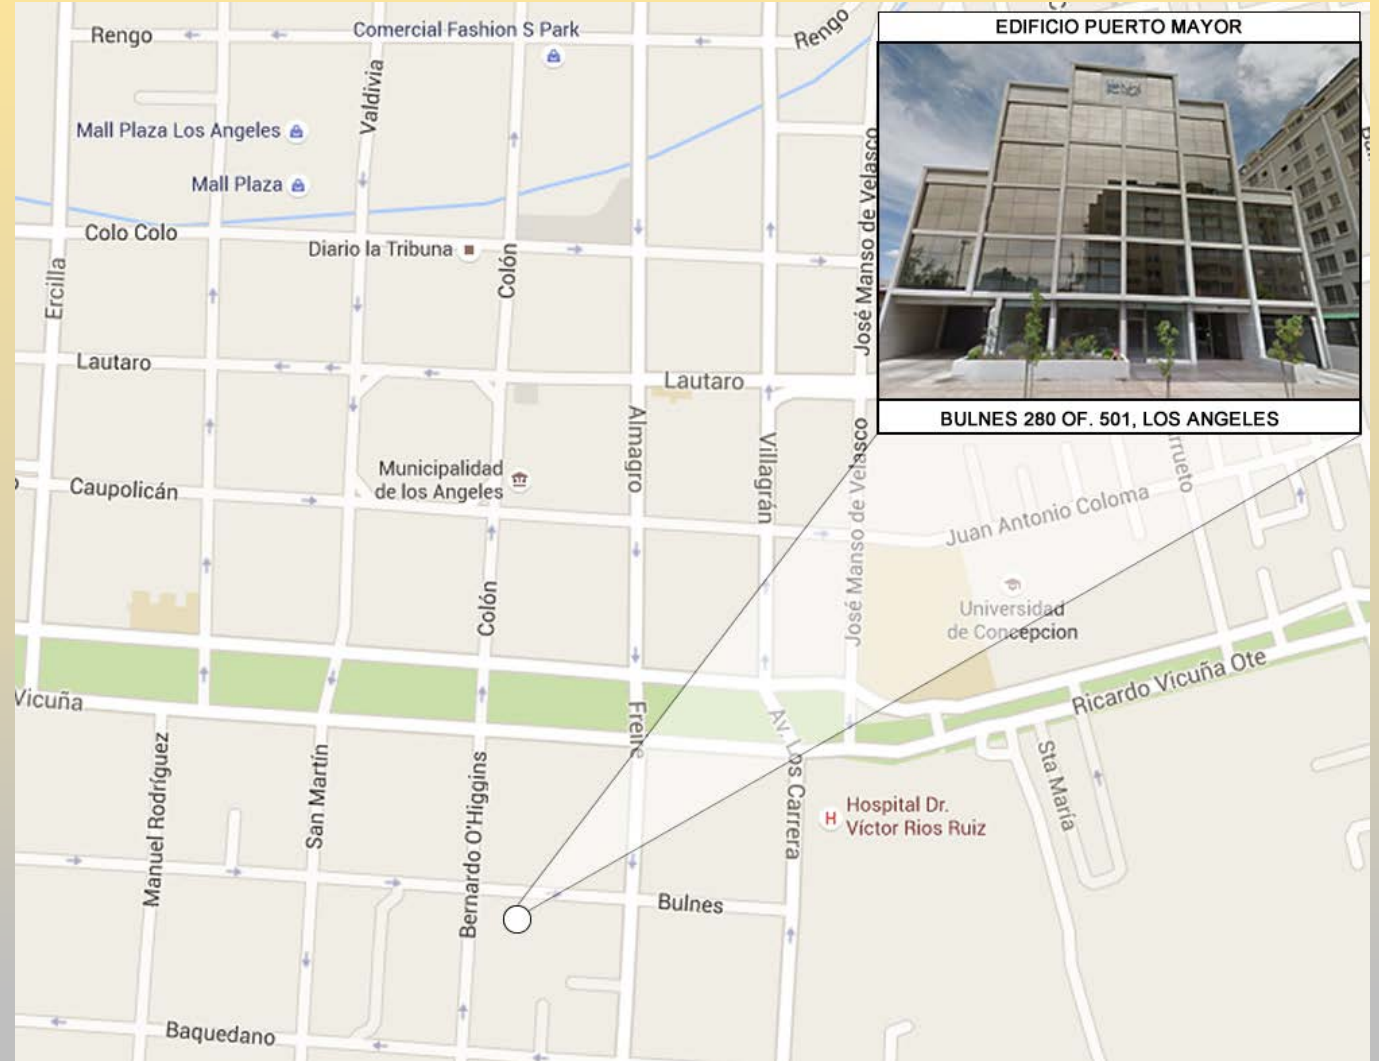 Rengo
Comercial Fashion S Park
Rengo
EDIFICIO PUERTO MAYOR
Valdivia
Mall Plaza Los Angeles
Mall Plaza
José Manso de Velasco
Colo Colo
Diario la Tribuna
Colón
Ercilla
Lautaro
Lautaro
BULNES 280 OF. 501, LOS ANGELES
Almagro
Villagrán
José Manso de Velasco
Municipalidad
de los Angeles
Caupolicán
Juan Antonio Coloma
Colón
Universidad
de Concepcion
Ricardo Vicuña Ote
Vicuña
Freire
Av. Los Carrera
Manuel Rodríguez
San Martín
Bernardo O'Higgins
Sta María
H
Hospital Dr.
Víctor Rios Ruiz
Bulnes
Baquedano